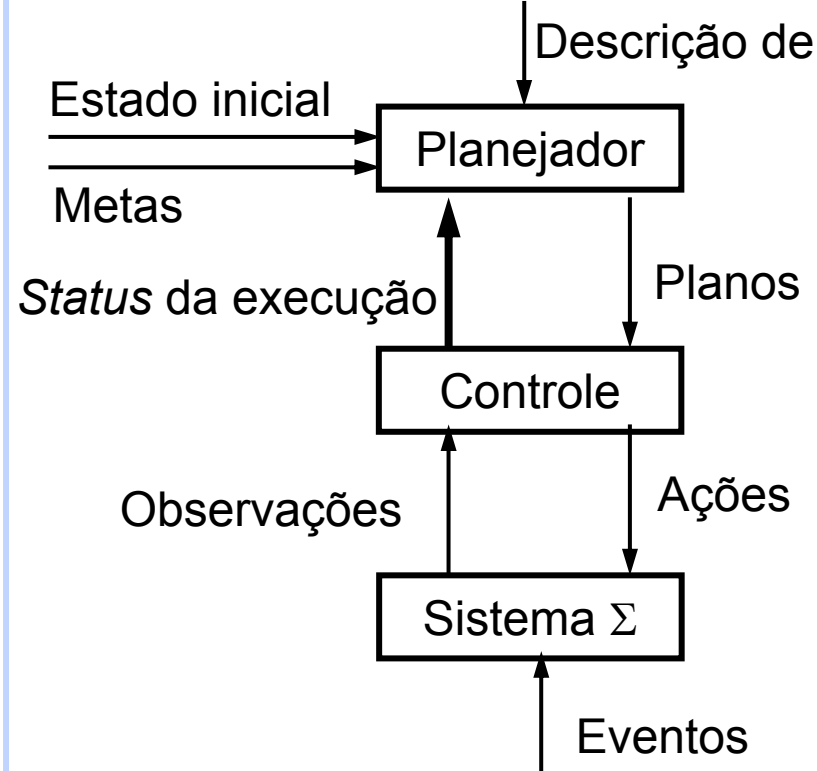 Descrição de
Estado inicial
Planejador
Metas
Status da execução
Planos
Controle
Observações
Ações
Sistema Σ
Eventos